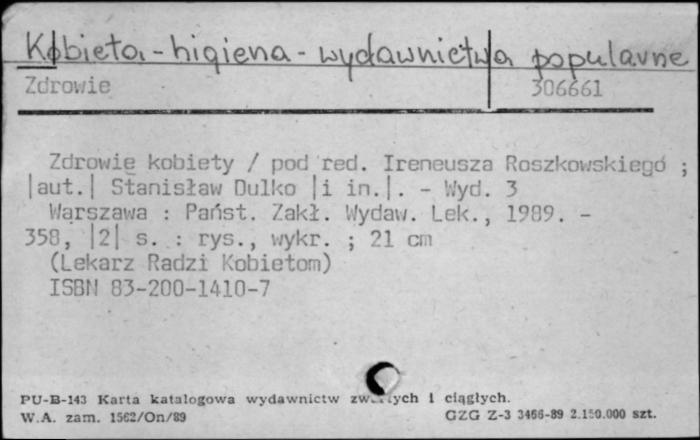 Kobieta - higiena - wydawnictwa popularne
Zdrowie 306661
Zdrowie kobiety / pod red. Ireneusza Roszkowskiego ;
|aut.| Stanisław Dulko |i in.|. - Wyd. 3
Warszawa : Państ. Zakł. Wydaw. Lek., 1989. -
358, |2| s. : rys., wykr. ; 21 cm
(Lekarz Radzi Kobietom)
ISBN 83-200-1410-7
PU-B-143 Karta katalogowa wydawnictw i ciągłych.
W.A. zam. 1562/On/89 GZG Z-3 3466-89 2.150.000 szt.